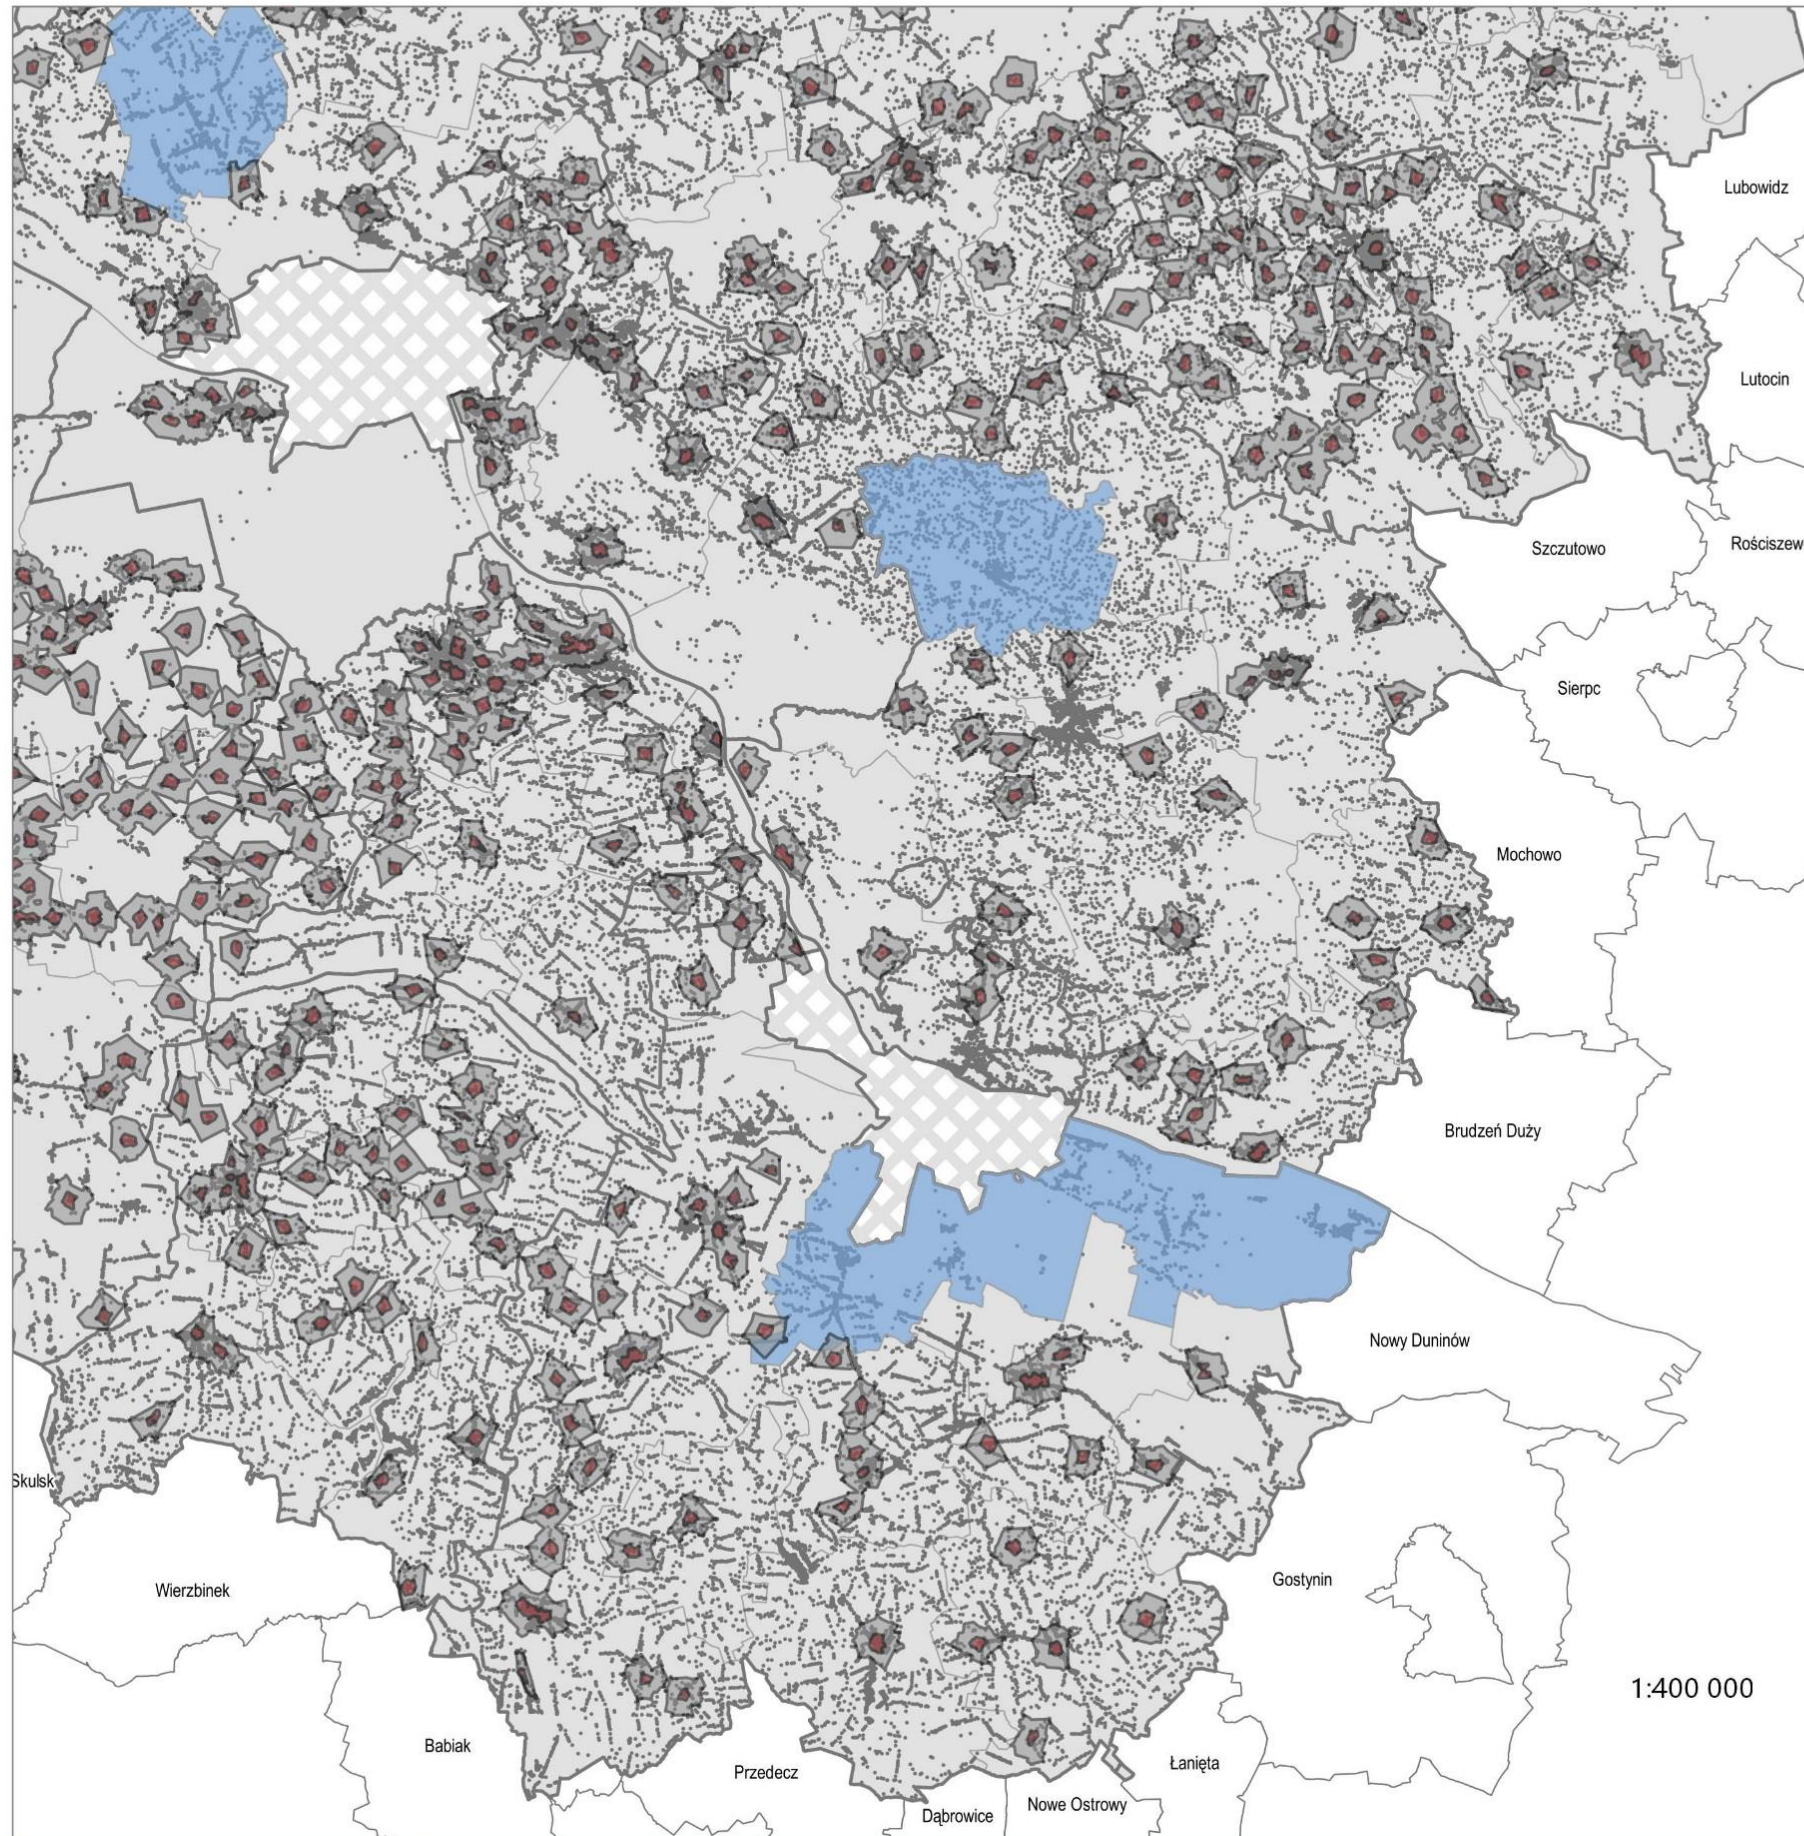 Lubowidz
Lutocin
Szczutowo
Rościszew
Sierpc
Mochowo
Brudzeń Duży
Nowy Duninów
Skulsk
Wierzbinek
Gostynin
1:400 000
Babiak
Przedecz
Łanięta
Dąbrowice
Nowe Ostrowy